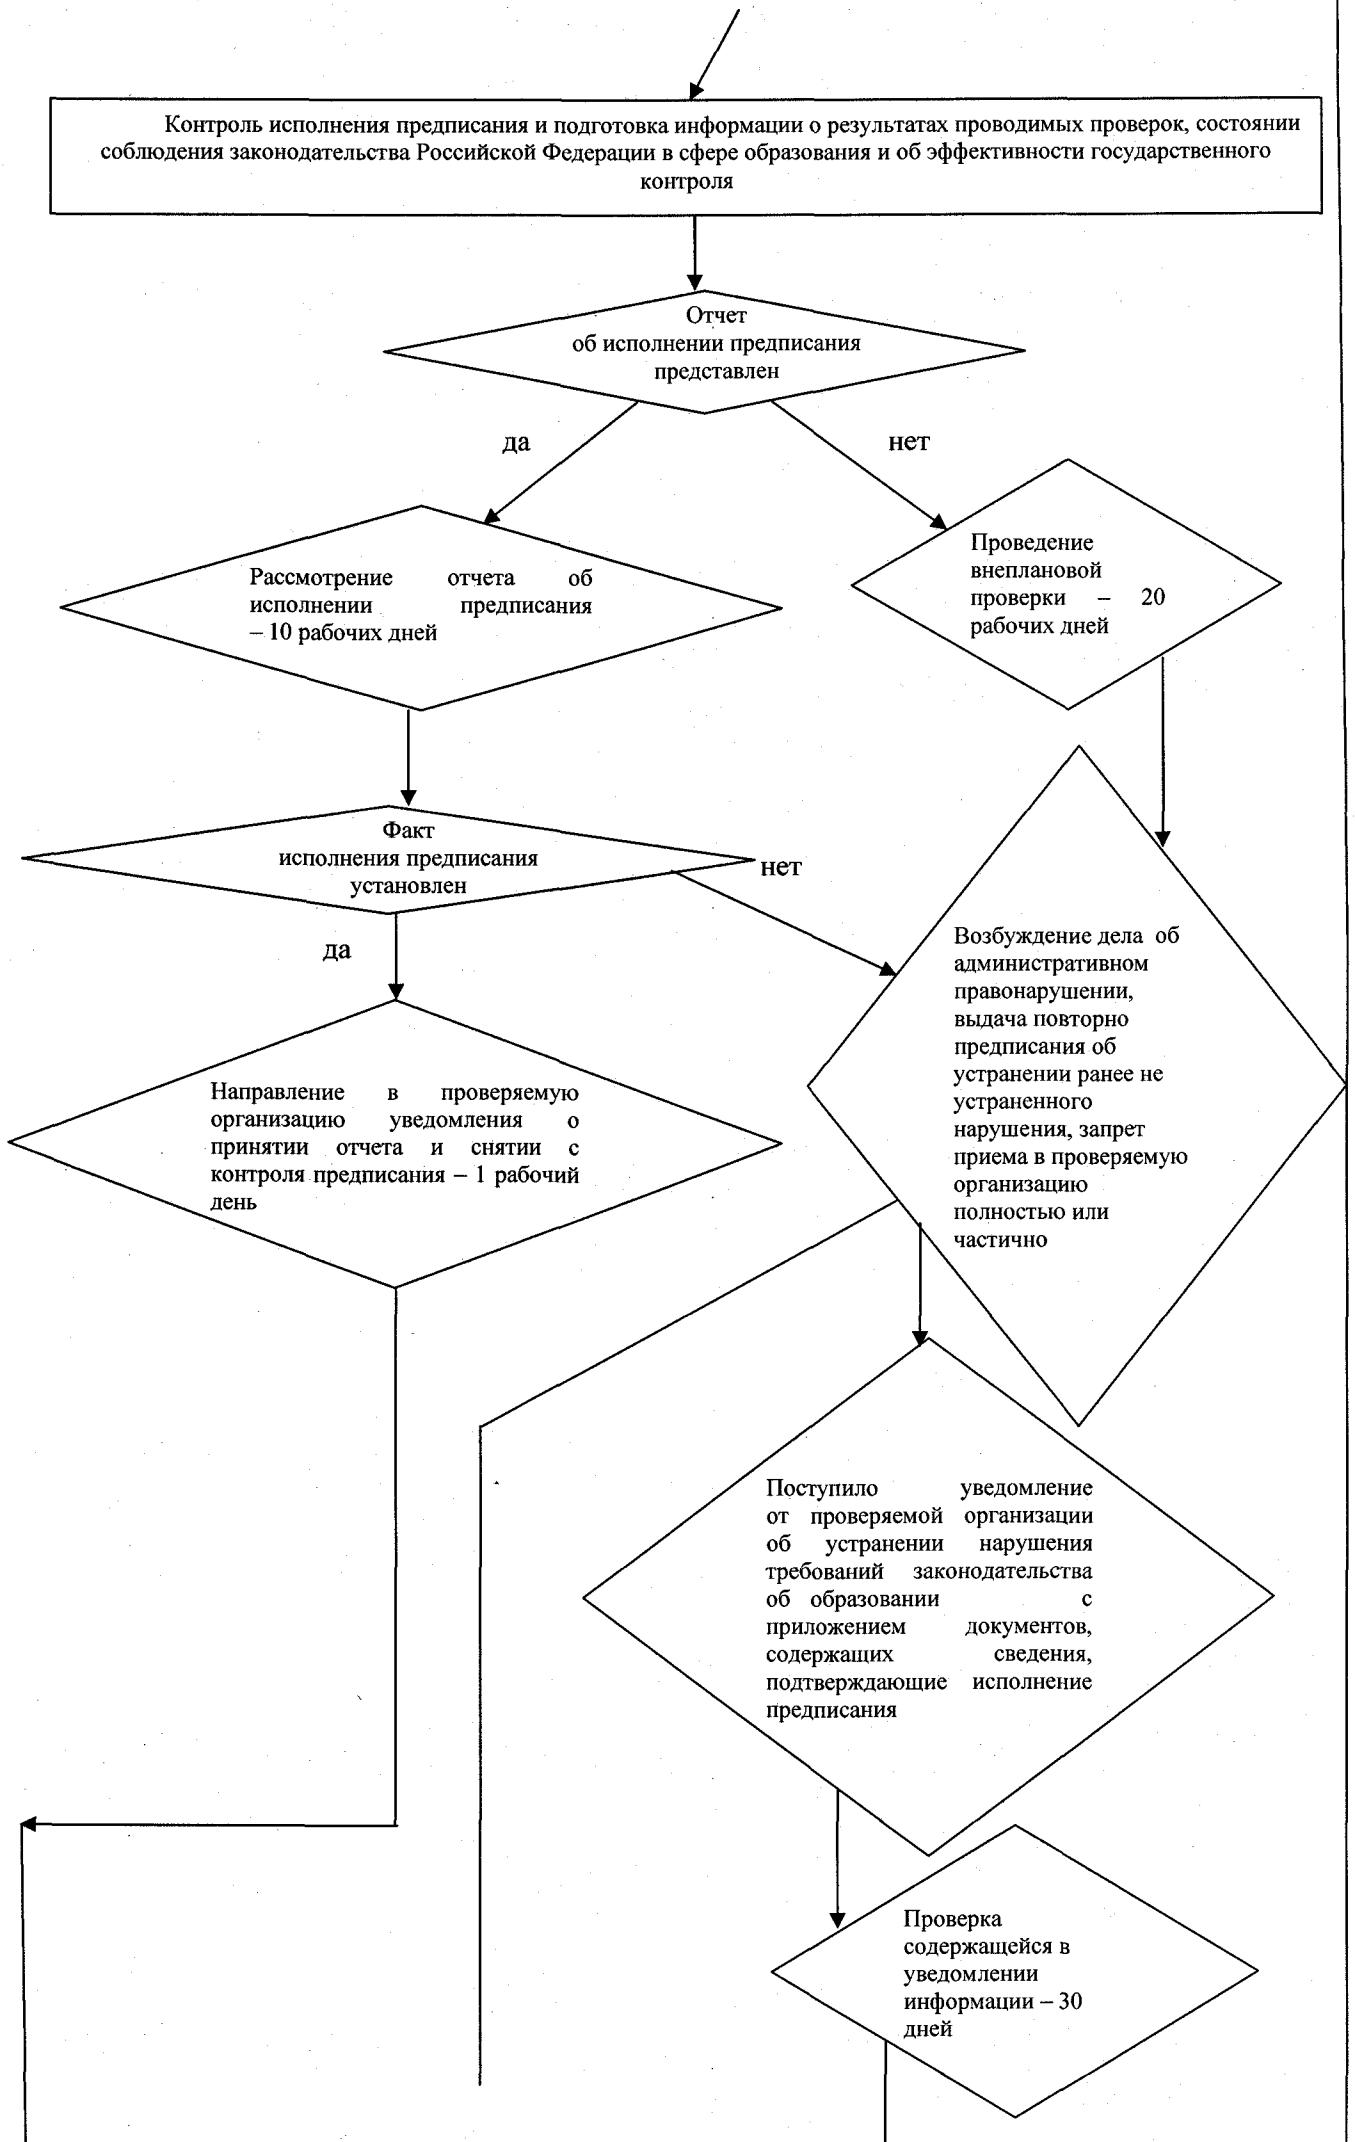 Контроль исполнения предписания и подготовка информации о результатах проводимых проверок, состоянии
соблюдения законодательства Российской Федерации в сфере образования и об эффективности государственного
контроля
Отчет
об исполнении предписания
представлен
да
нет
Рассмотрение отчета об
исполнении предписания
– 10 рабочих дней
Проведение
внеплановой
проверки – 20
рабочих дней
Факт
исполнения предписания
установлен
нет
да
Возбуждение дела об
административном
правонарушении,
выдача повторно
предписания об
устранении ранее не
устраненного
нарушения, запрет
приема в проверяемую
организацию
полностью или
частично
Направление в проверяемую
организацию уведомления о
принятии отчета и снятии с
контроля предписания – 1 рабочий
день
Поступило уведомление
от проверяемой организации
об устранении нарушения
требований законодательства
об образовании с
приложением документов,
содержащих сведения,
подтверждающие исполнение
предписания
Проверка
содержащейся в
уведомлении
информации – 30
дней